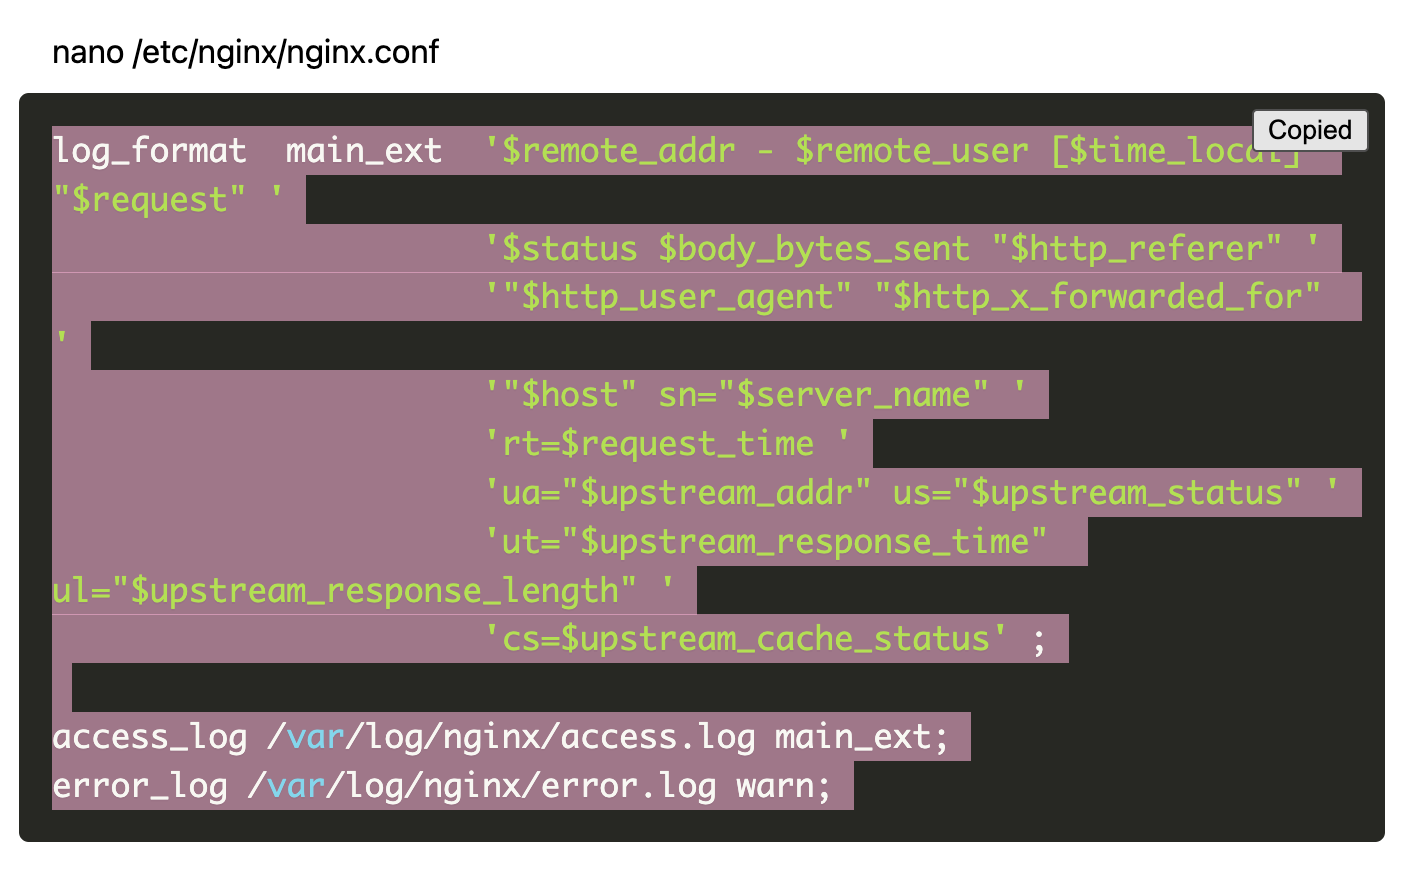 nano /etc/nginx/nginx.conf
Copied
log_format  main_ext  '$remote_addr - $remote_user [$time_local]
"$request" '
'$status $body_bytes_sent "$http_referer" '
'"$http_user_agent" "$http_x_forwarded_for"
'
'"$host" sn="$server_name" '
'rt=$request_time '
'ua="$upstream_addr" us="$upstream_status" '
'ut="$upstream_response_time"
ul="$upstream_response_length" '
'cs=$upstream_cache_status' ;
access_log /var/log/nginx/access.log main_ext;
error_log /var/log/nginx/error.log warn;